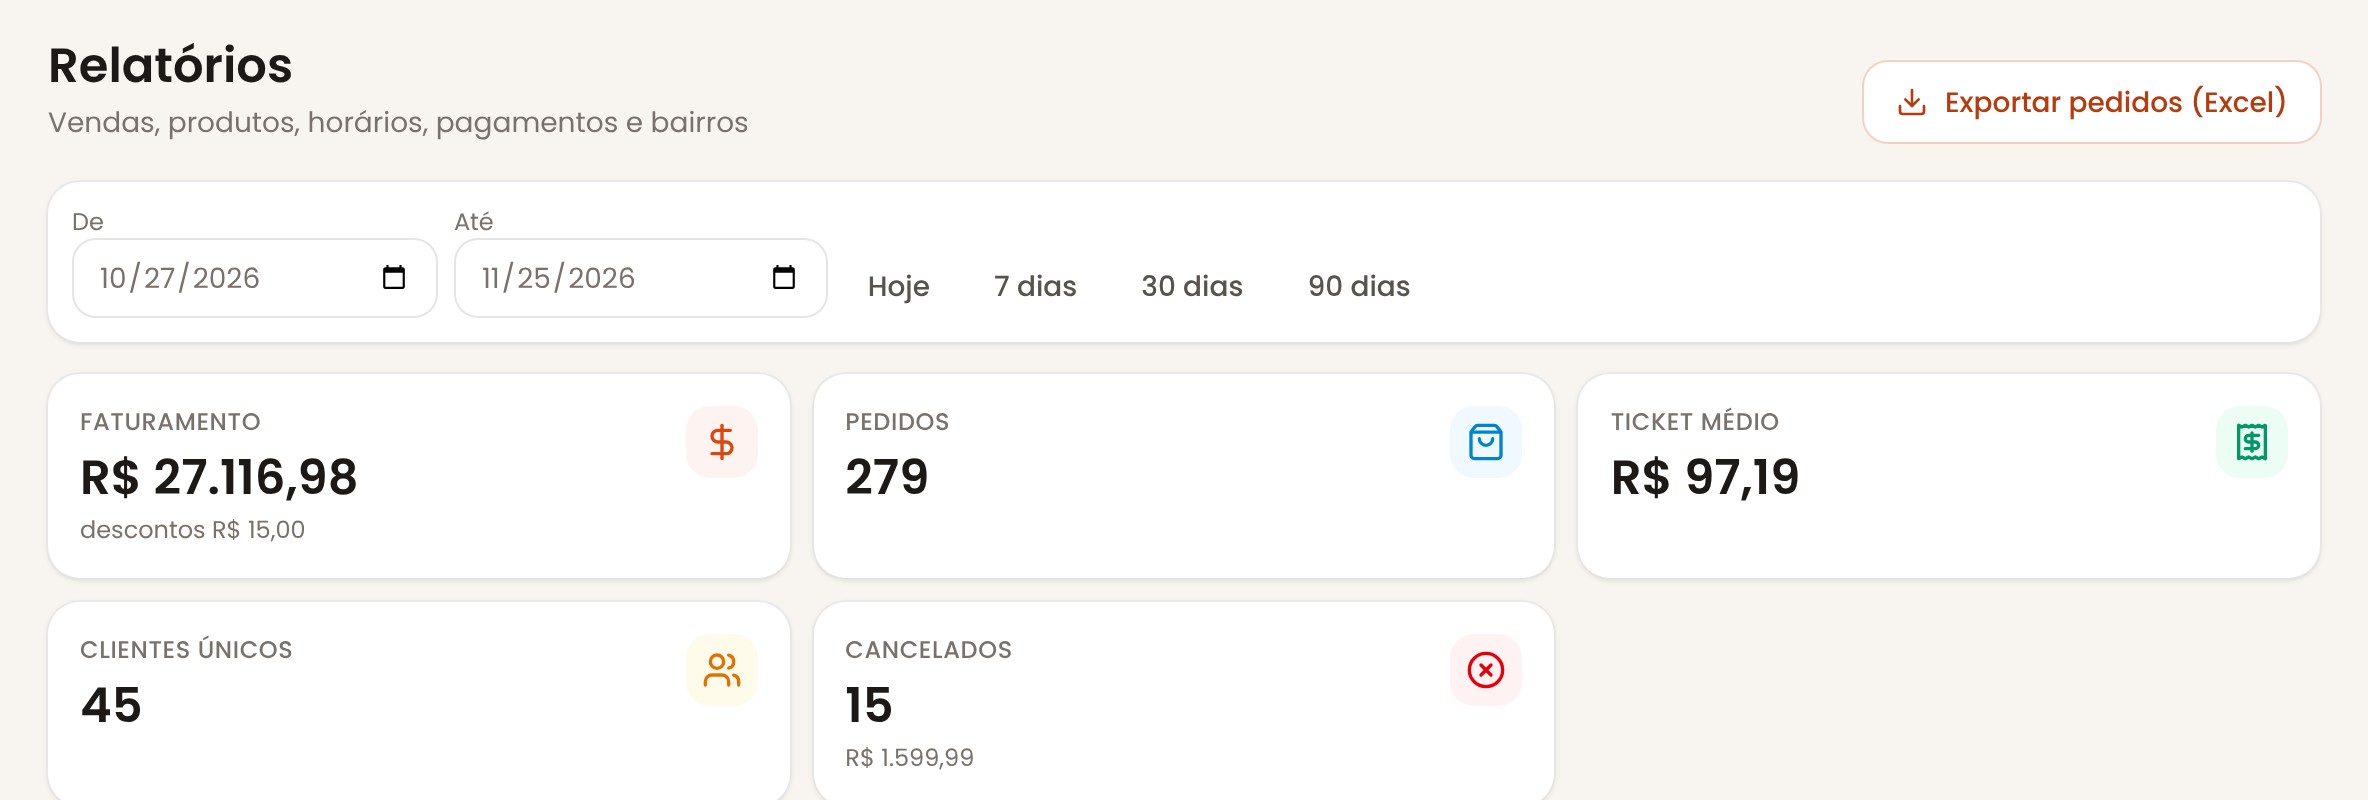 Relatórios
Vendas, produtos, horários, pagamentos e bairros
Exportar pedidos (Excel)
De
Até
10/27/2026
11/25/2026
Hoje
7 dias
30 dias
90 dias
FATURAMENTO
R$ 27.116,98
descontos R$ 15,00
PEDIDOS
279
TICKET MÉDIO
R$ 97,19
CLIENTES ÚNICOS
45
CANCELADOS
15
R$ 1.599,99